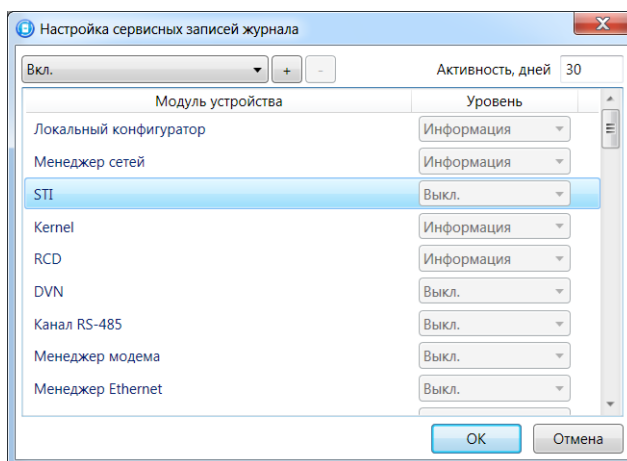 Настройка сервисных записей журнала
Вкл. + - Активность, дней 30
Модуль устройства Уровень
Локальный конфигуратор Информация
Менеджер сетей Информация
STI Выкл.
Kernel Информация
RCD Информация
DVN Выкл.
Канал RS-485 Выкл.
Менеджер модема Выкл.
Менеджер Ethernet Выкл.
OK Отмена